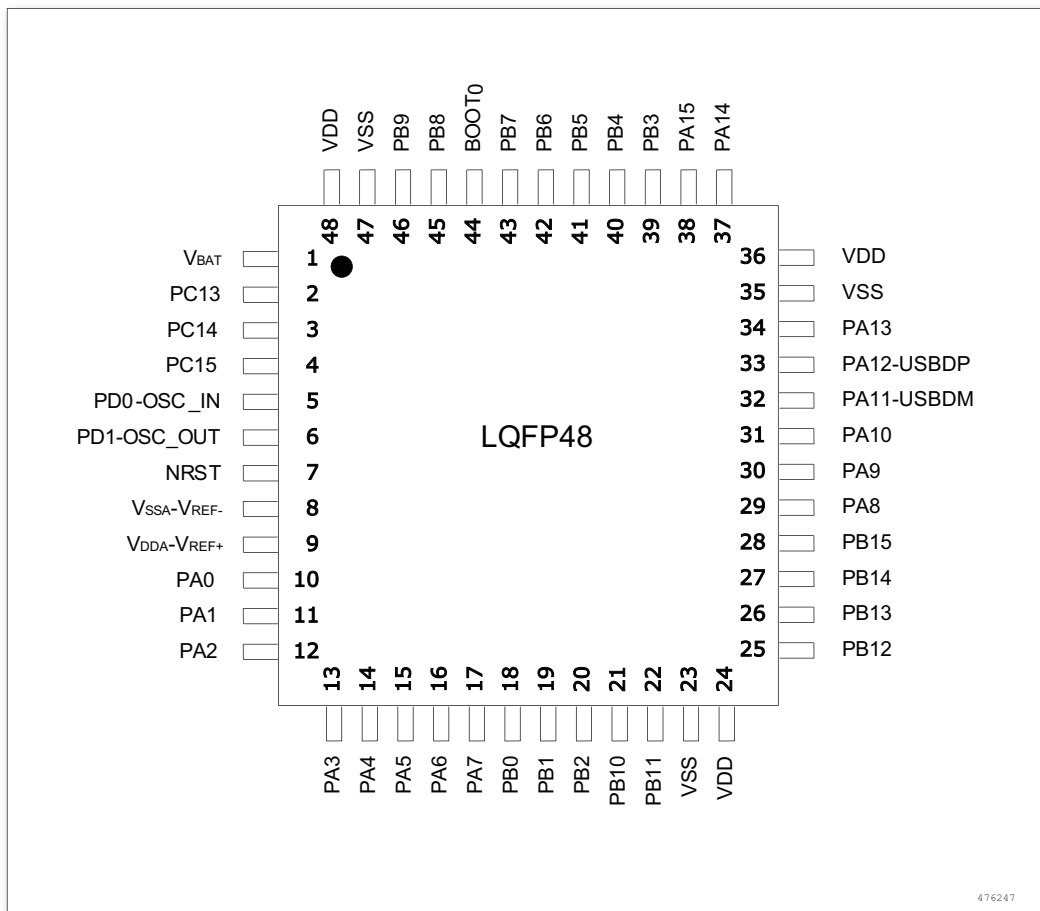 VDD
VSS
PB9
PB8
BOOT0
PB7
PB6
PB5
PB4
PB3
PA15
PA14
48
47
46
45
44
43
42
41
40
39
38
37
VBAT 1
PC13 2
PC14 3
PC15 4
PD0-OSC_IN 5
PD1-OSC_OUT 6
NRST 7
VSSA-VREF- 8
VDDA-VREF+ 9
PA0 10
PA1 11
PA2 12
LQFP48
36 VDD
35 VSS
34 PA13
33 PA12-USBDP
32 PA11-USBDM
31 PA10
30 PA9
29 PA8
28 PB15
27 PB14
26 PB13
25 PB12
13
14
15
16
17
18
19
20
21
22
23
24
PA3
PA4
PA5
PA6
PA7
PB0
PB1
PB2
PB10
PB11
VSS
VDD
476247